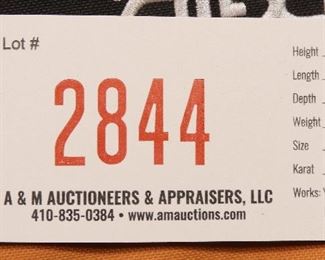 Lot #
2844
A & M AUCTIONEERS & APPRAISERS, LLC
410-835-0384 • www.amauctions.com
Height
Length
Depth
Weight
Size
Karat
Works: